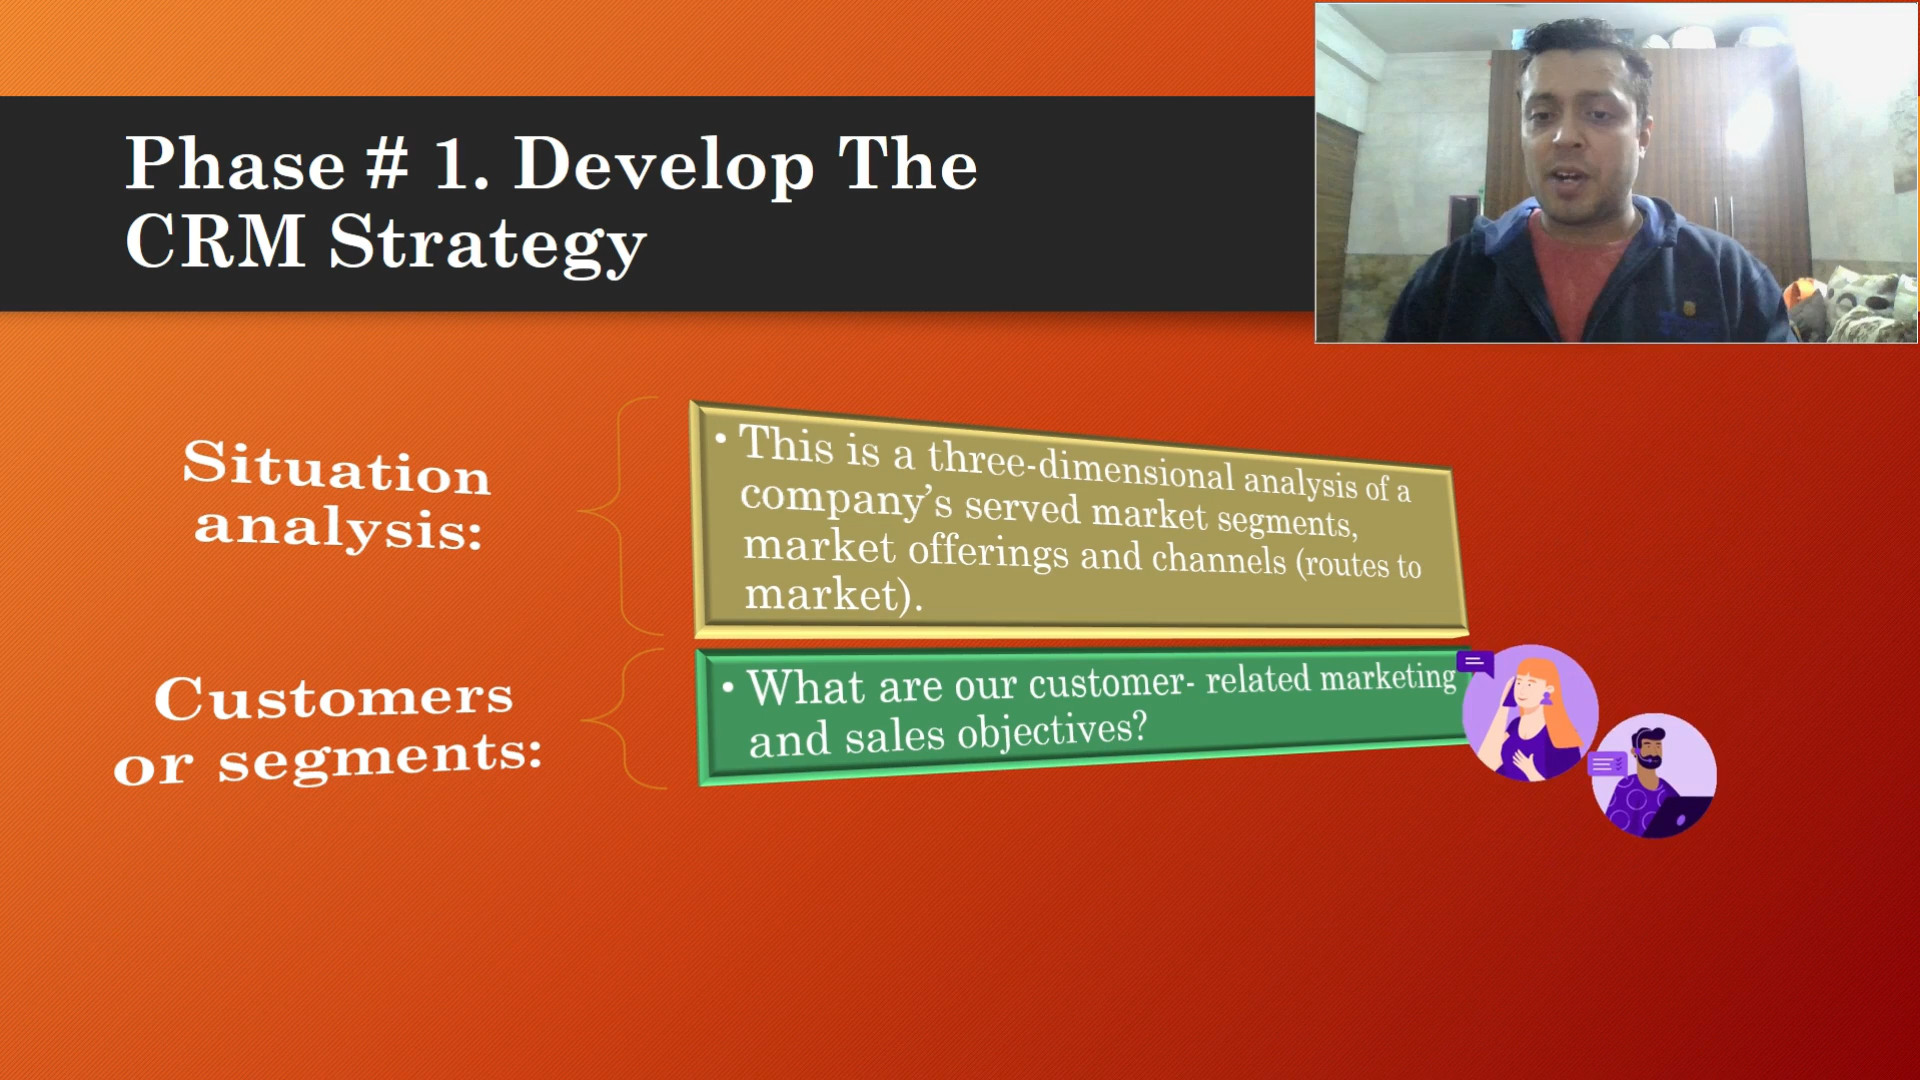 Phase # 1. Develop The
CRM Strategy
Situation
analysis:
• This is a three-dimensional analysis of a
company’s served market segments,
market offerings and channels (routes to
market).
Customers
or segments:
• What are our customer- related marketing
and sales objectives?